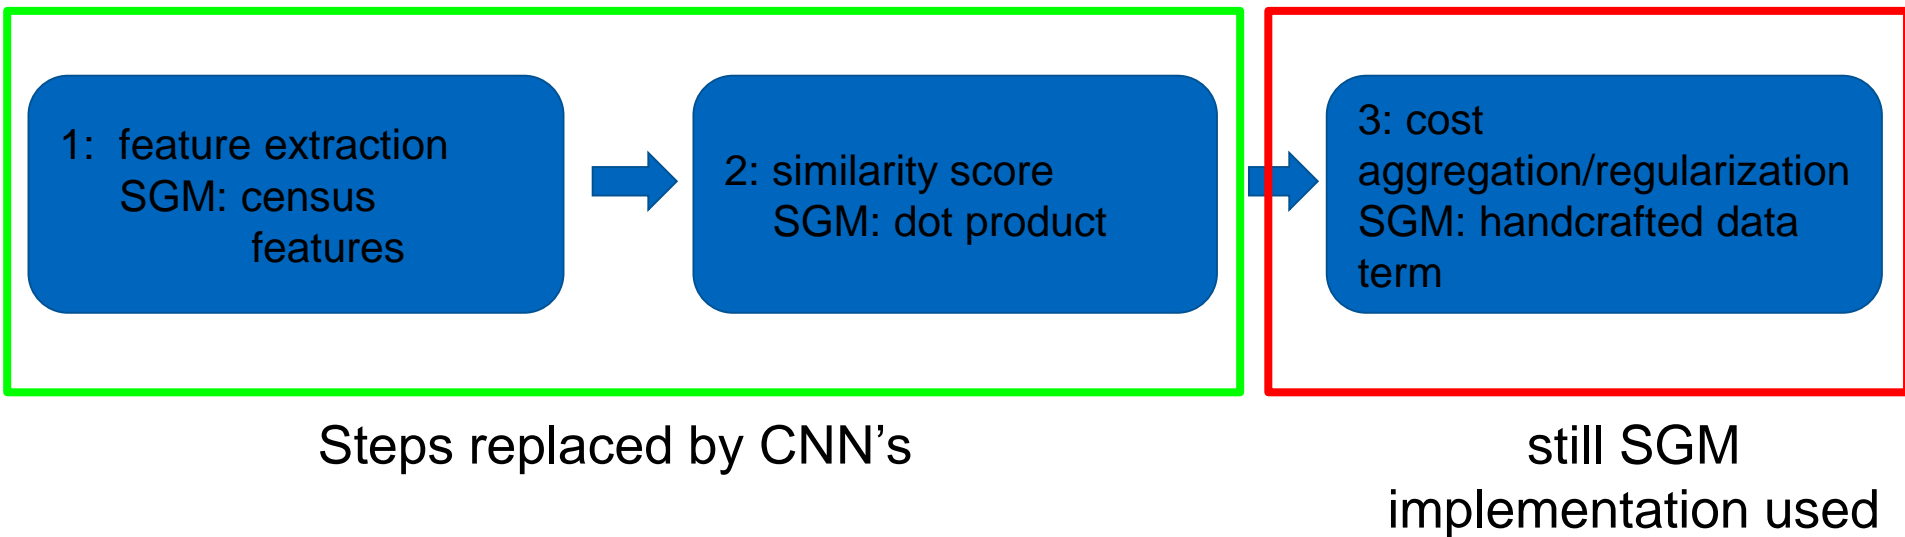 1: feature extraction
SGM: census
features
2: similarity score
SGM: dot product
3: cost
aggregation/regularization
SGM: handcrafted data
term
Steps replaced by CNN’s
still SGM
implementation used